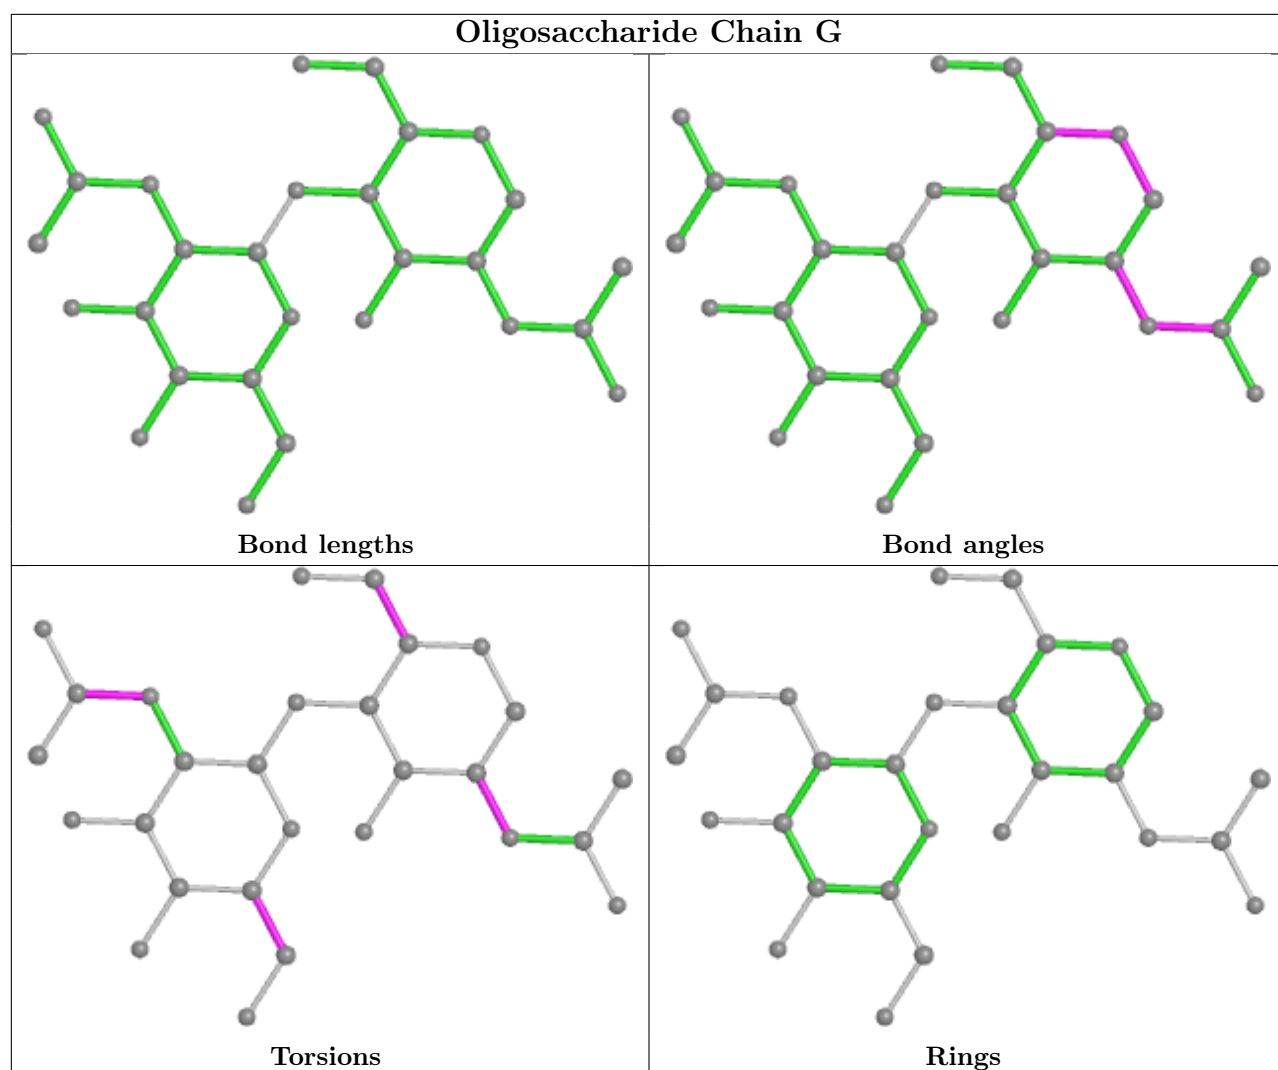 Oligosaccharide Chain G
Bond lengths
Bond angles
Torsions
Rings